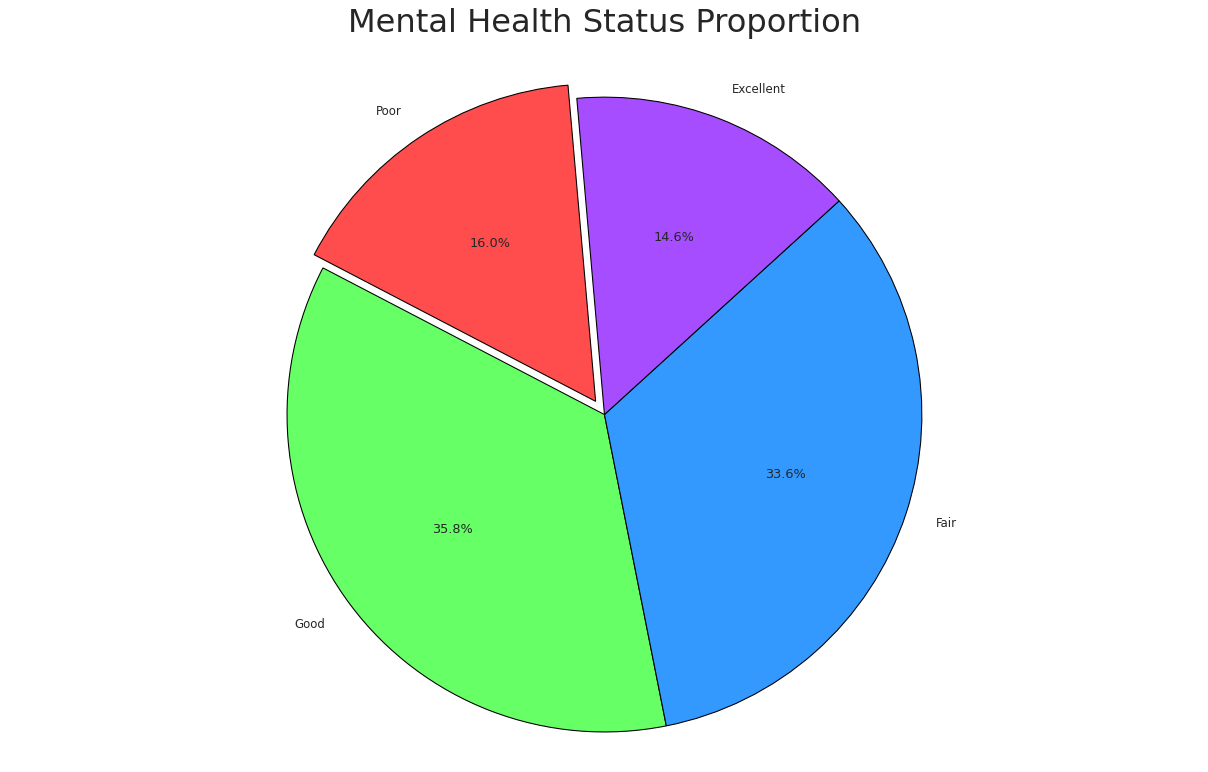 Mental Health Status Proportion
Excellent
Poor
14.6%
16.0%
33.6%
Fair
35.8%
Good